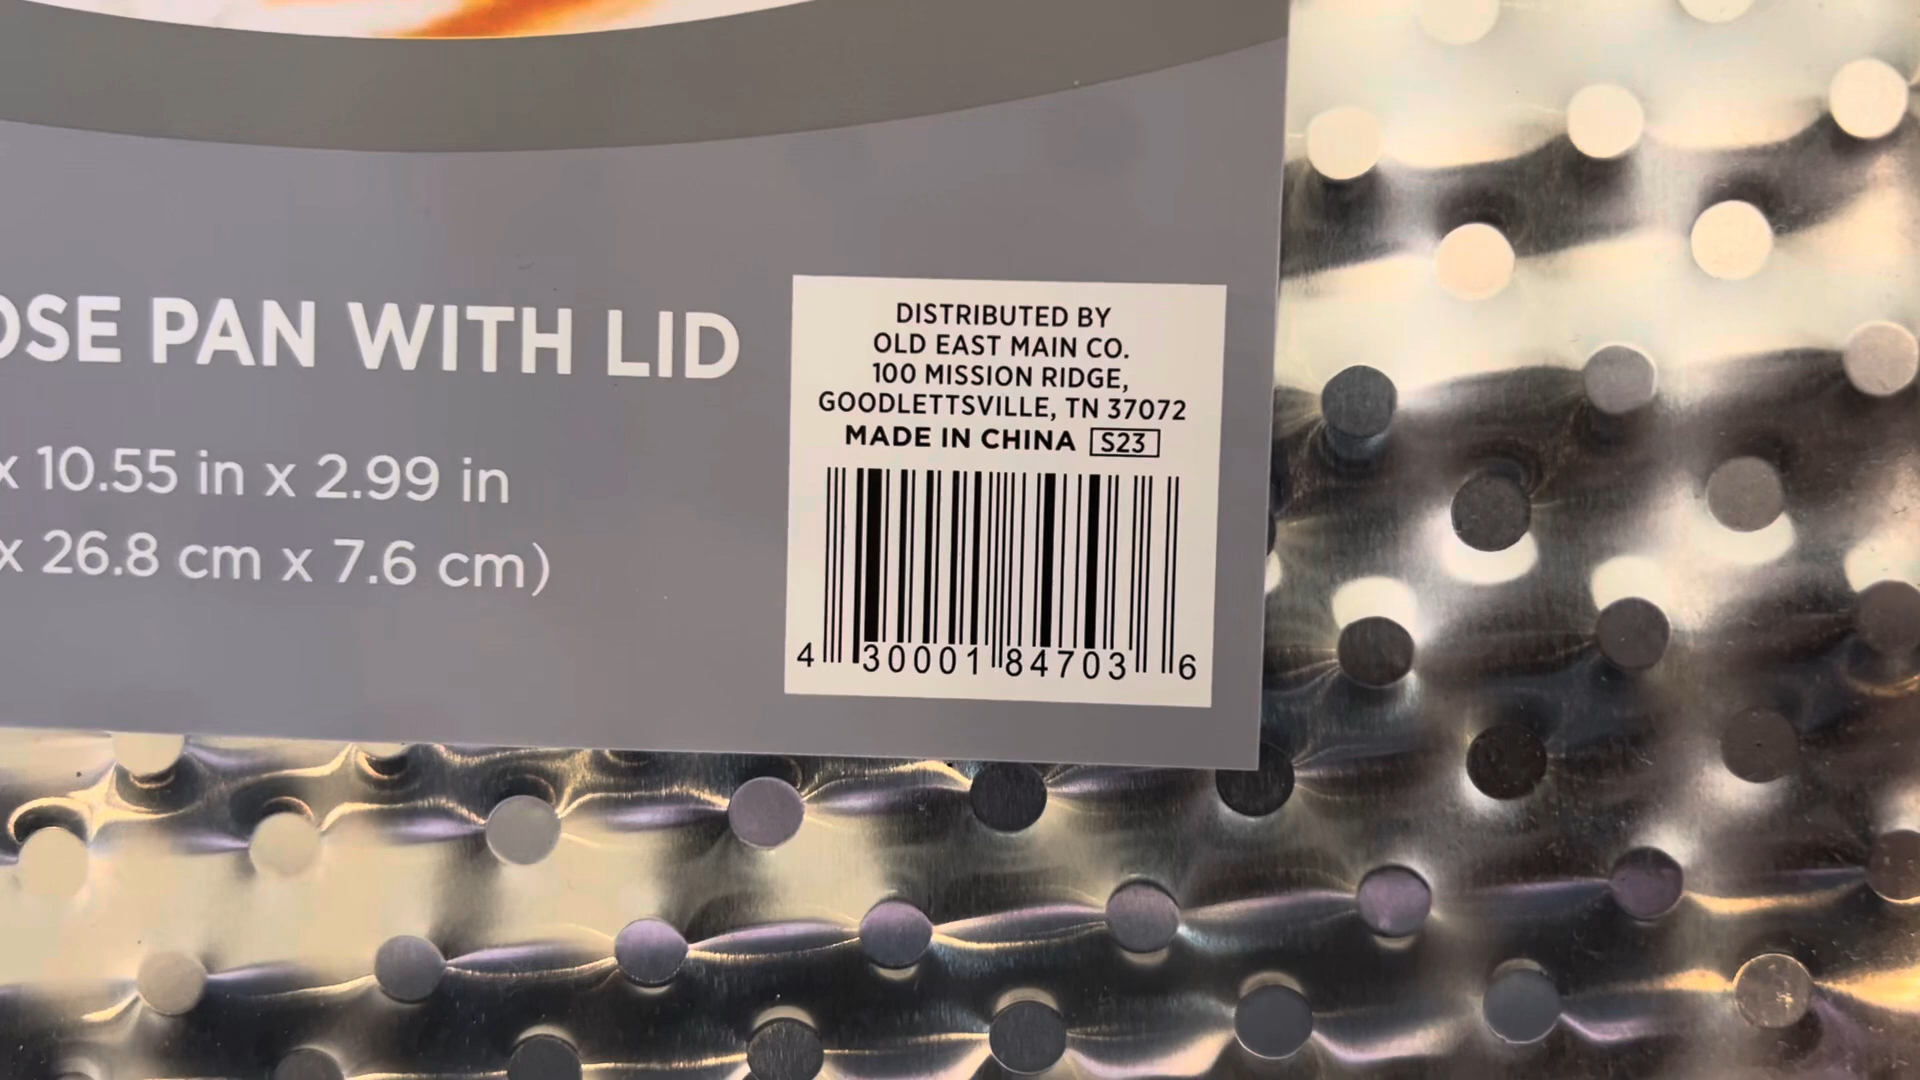 PAN WITH LID
x 10.55 in x 2.99 in
x 26.8 cm x 7.6 cm)
DISTRIBUTED BY
OLD EAST MAIN CO.
100 MISSION RIDGE,
GOODLETTSVILLE, TN 37072
MADE IN CHINA S23
4 30001 84703 6